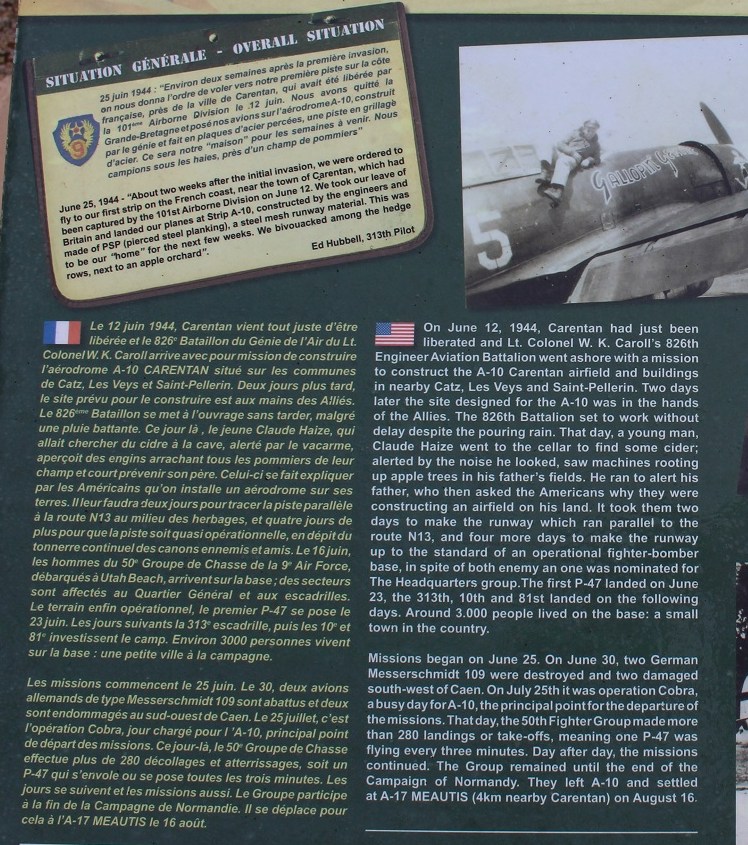 SITUATION GÉNÉRALE - OVERALL SITUATION
25 juin 1944 : "Environ deux semaines après la première invasion,
on nous donna l'ordre de voler vers notre première piste sur la côte
française, près de la ville de Carentan, qui avait été libérée par
la 101ème Airborne Division le 12 juin. Nous avons quitté la
Grande-Bretagne et posé nos avions sur l'aérodrome A-10, construit
par le génie et fait en plaques d'acier percées, une piste en grillage
d'acier. Ce sera notre "maison" pour les semaines à venir. Nous
campions sous les haies, près d'un champ de pommiers"
9
June 25, 1944 - "About two weeks after the initial invasion, we were ordered to
fly to our first strip on the French coast, near the town of Carentan, which had
been captured by the 101st Airborne Division on June 12. We took our leave of
Britain and landed our planes at Strip A-10, constructed by the engineers and
made of PSP (pierced steel planking), a steel mesh runway material. This was
to be our "home" for the next few weeks. We bivouacked among the hedge
rows, next to an apple orchard".
Ed Hubbell, 313th Pilot
GALLOPIN'
5
Le 12 juin 1944, Carentan vient tout juste d'être
libérée et le 826e Bataillon du Génie de l'Air du Lt.
Colonel W. K. Caroll arrive avec pour mission de construire
l'aérodrome A-10 CARENTAN situé sur les communes
de Catz, Les Veys et Saint-Pellerin. Deux jours plus tard,
le site prévu pour le construire est aux mains des Alliés.
Le 826ème Bataillon se met à l'ouvrage sans tarder, malgré
une pluie battante. Ce jour là , le jeune Claude Haize, qui
allait chercher du cidre à la cave, alerté par le vacarme,
aperçoit des engins arrachant tous les pommiers de leur
champ et court prévenir son père. Celui-ci se fait expliquer
par les Américains qu'on installe un aérodrome sur ses
terres. Il leur faudra deux jours pour tracer la piste parallèle
à la route N13 au milieu des herbages, et quatre jours de
plus pour que la piste soit quasi opérationnelle, en dépit du
tonnerre continuel des canons ennemis et amis. Le 16 juin,
les hommes du 50e Groupe de Chasse de la 9e Air Force,
débarqués à Utah Beach, arrivent sur la base ; des secteurs
sont affectés au Quartier Général et aux escadrilles.
Le terrain enfin opérationnel, le premier P-47 se pose le
23 juin. Les jours suivants la 313e escadrille, puis les 10e et
81e investissent le camp. Environ 3000 personnes vivent
sur la base : une petite ville à la campagne.
Les missions commencent le 25 juin. Le 30, deux avions
allemands de type Messerschmidt 109 sont abattus et deux
sont endommagés au sud-ouest de Caen. Le 25 juillet, c'est
l'opération Cobra, jour chargé pour l 'A-10, principal point
de départ des missions. Ce jour-là, le 50e Groupe de Chasse
effectue plus de 280 décollages et atterrissages, soit un
P-47 qui s'envole ou se pose toutes les trois minutes. Les
jours se suivent et les missions aussi. Le Groupe participe
à la fin de la Campagne de Normandie. Il se déplace pour
cela à l'A-17 MEAUTIS le 16 août.
On June 12, 1944, Carentan had just been
liberated and Lt. Colonel W. K. Caroll's 826th
Engineer Aviation Battalion went ashore with a mission
to construct the A-10 Carentan airfield and buildings
in nearby Catz, Les Veys and Saint-Pellerin. Two days
later the site designed for the A-10 was in the hands
of the Allies. The 826th Battalion set to work without
delay despite the pouring rain. That day, a young man,
Claude Haize went to the cellar to find some cider;
alerted by the noise he looked, saw machines rooting
up apple trees in his father's fields. He ran to alert his
father, who then asked the Americans why they were
constructing an airfield on his land. It took them two
days to make the runway which ran parallel to the
route N13, and four more days to make the runway
up to the standard of an operational fighter-bomber
base, in spite of both enemy an one was nominated for
The Headquarters group.The first P-47 landed on June
23, the 313th, 10th and 81st landed on the following
days. Around 3.000 people lived on the base: a small
town in the country.
Missions began on June 25. On June 30, two German
Messerschmidt 109 were destroyed and two damaged
south-west of Caen. On July 25th it was operation Cobra,
a busy day for A-10, the principal point for the departure of
the missions. That day, the 50th Fighter Group made more
than 280 landings or take-offs, meaning one P-47 was
flying every three minutes. Day after day, the missions
continued. The Group remained until the end of the
Campaign of Normandy. They left A-10 and settled
at A-17 MEAUTIS (4km nearby Carentan) on August 16.